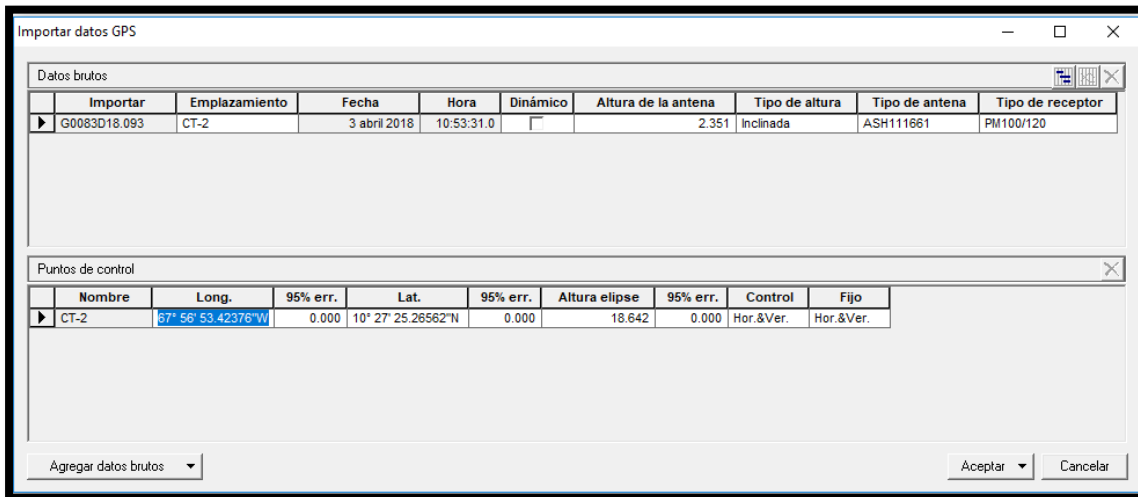 Importar datos GPS
Datos brutos
Importar Emplazamiento Fecha Hora Dinámico Altura de la antena Tipo de altura Tipo de antena Tipo de receptor
G0083D18.093 CT-2 3 abril 2018 10:53:31.0 2.351 Inclinada ASH111661 PM100/120
Puntos de control
Nombre Long. 95% err. Lat. 95% err. Altura elipse 95% err. Control Fijo
CT-2 67° 56' 53.42376"W 0.000 10° 27' 25.26562"N 0.000 18.642 0.000 Hor.&Ver. Hor.&Ver.
Agregar datos brutos Aceptar Cancelar